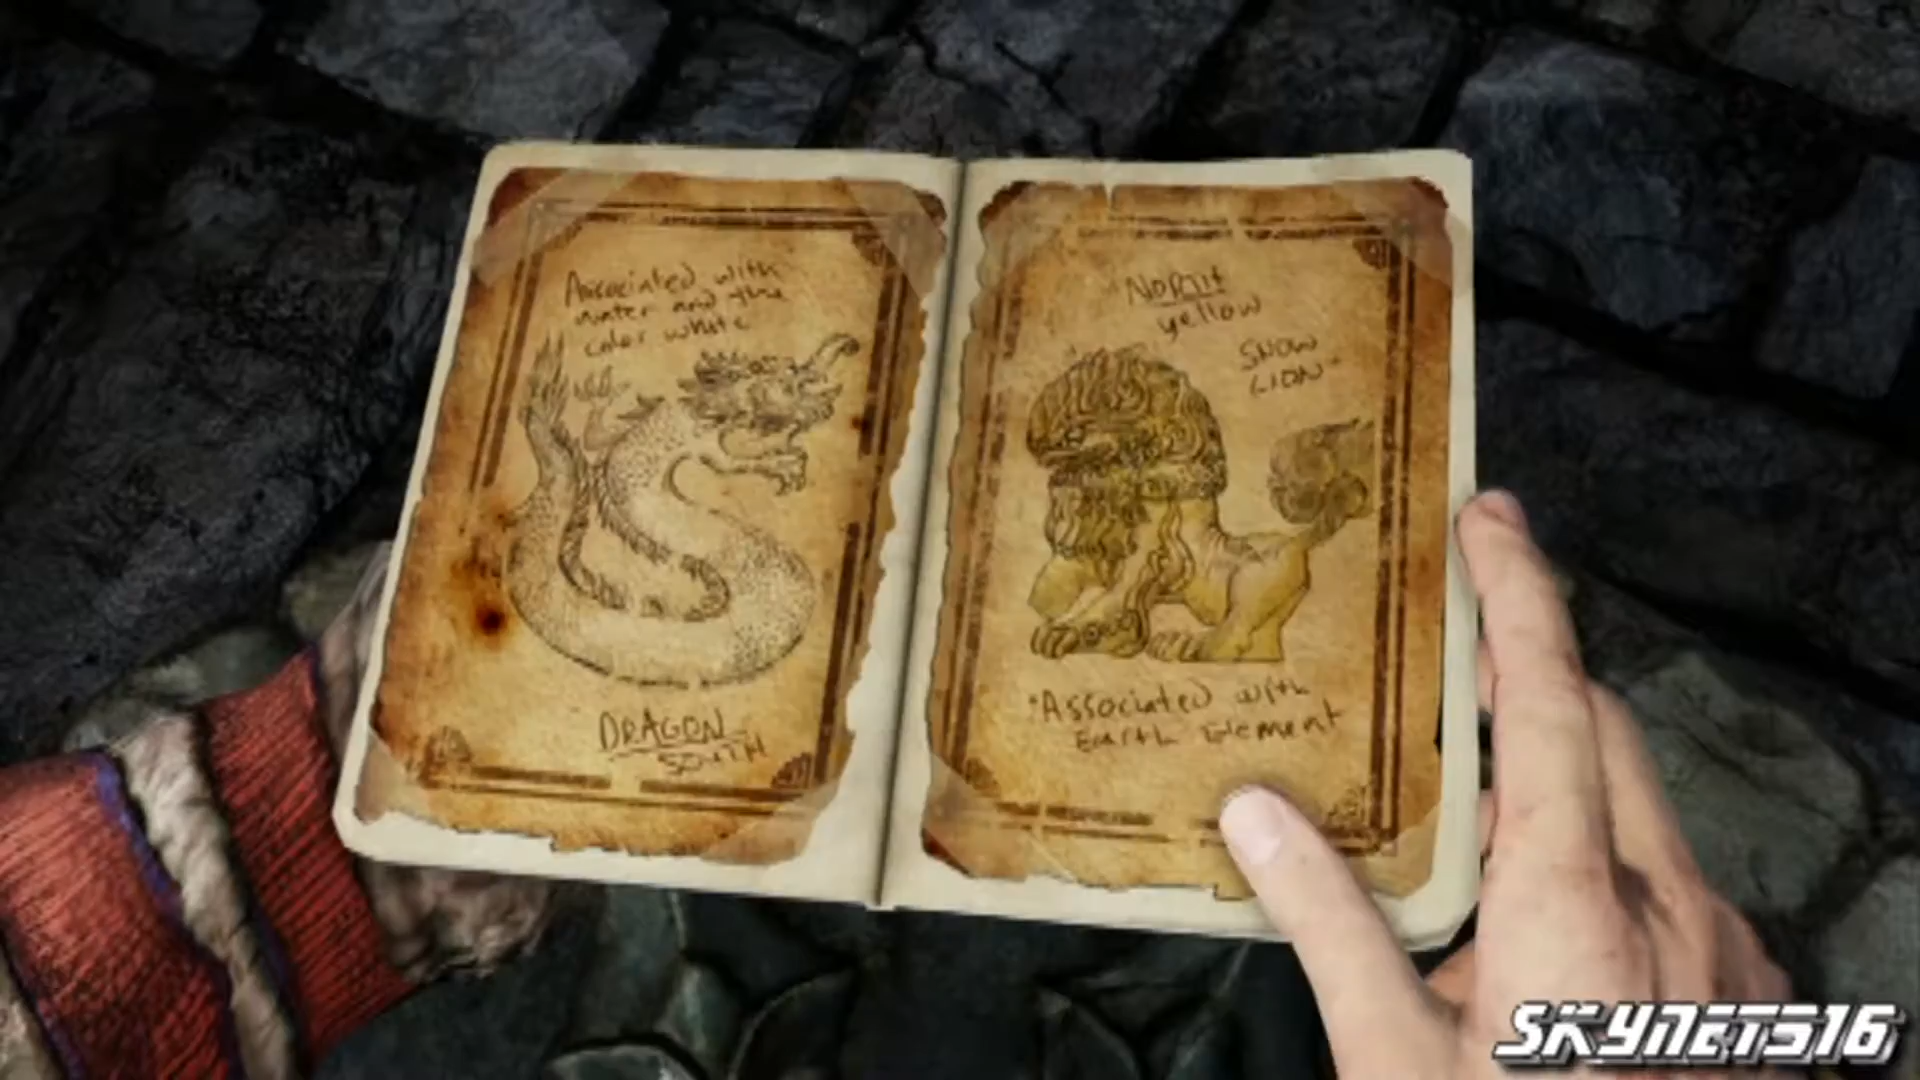 Associated with
water and the
color white
DRAGON
SOUTH
NORTH
yellow
SNOW
LION
*Associated with
Earth Element
SKYNET516